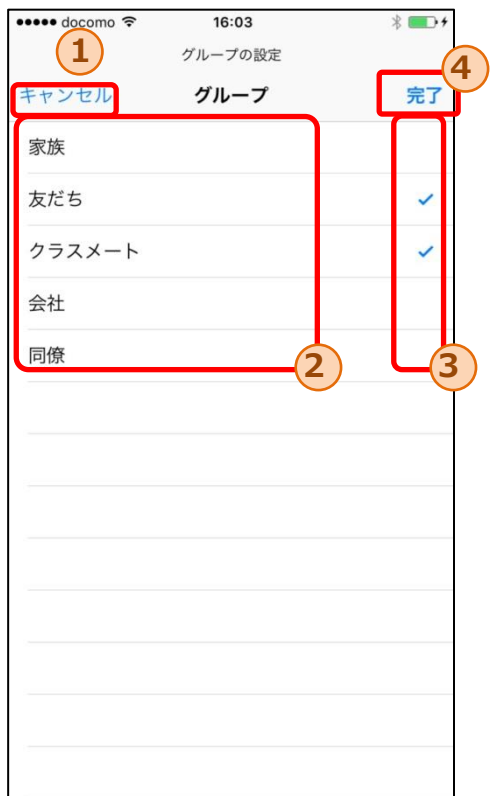 docomo 16:03
1
グループの設定
4
キャンセル グループ 完了
家族
友だち
クラスメート
会社
同僚
2 3